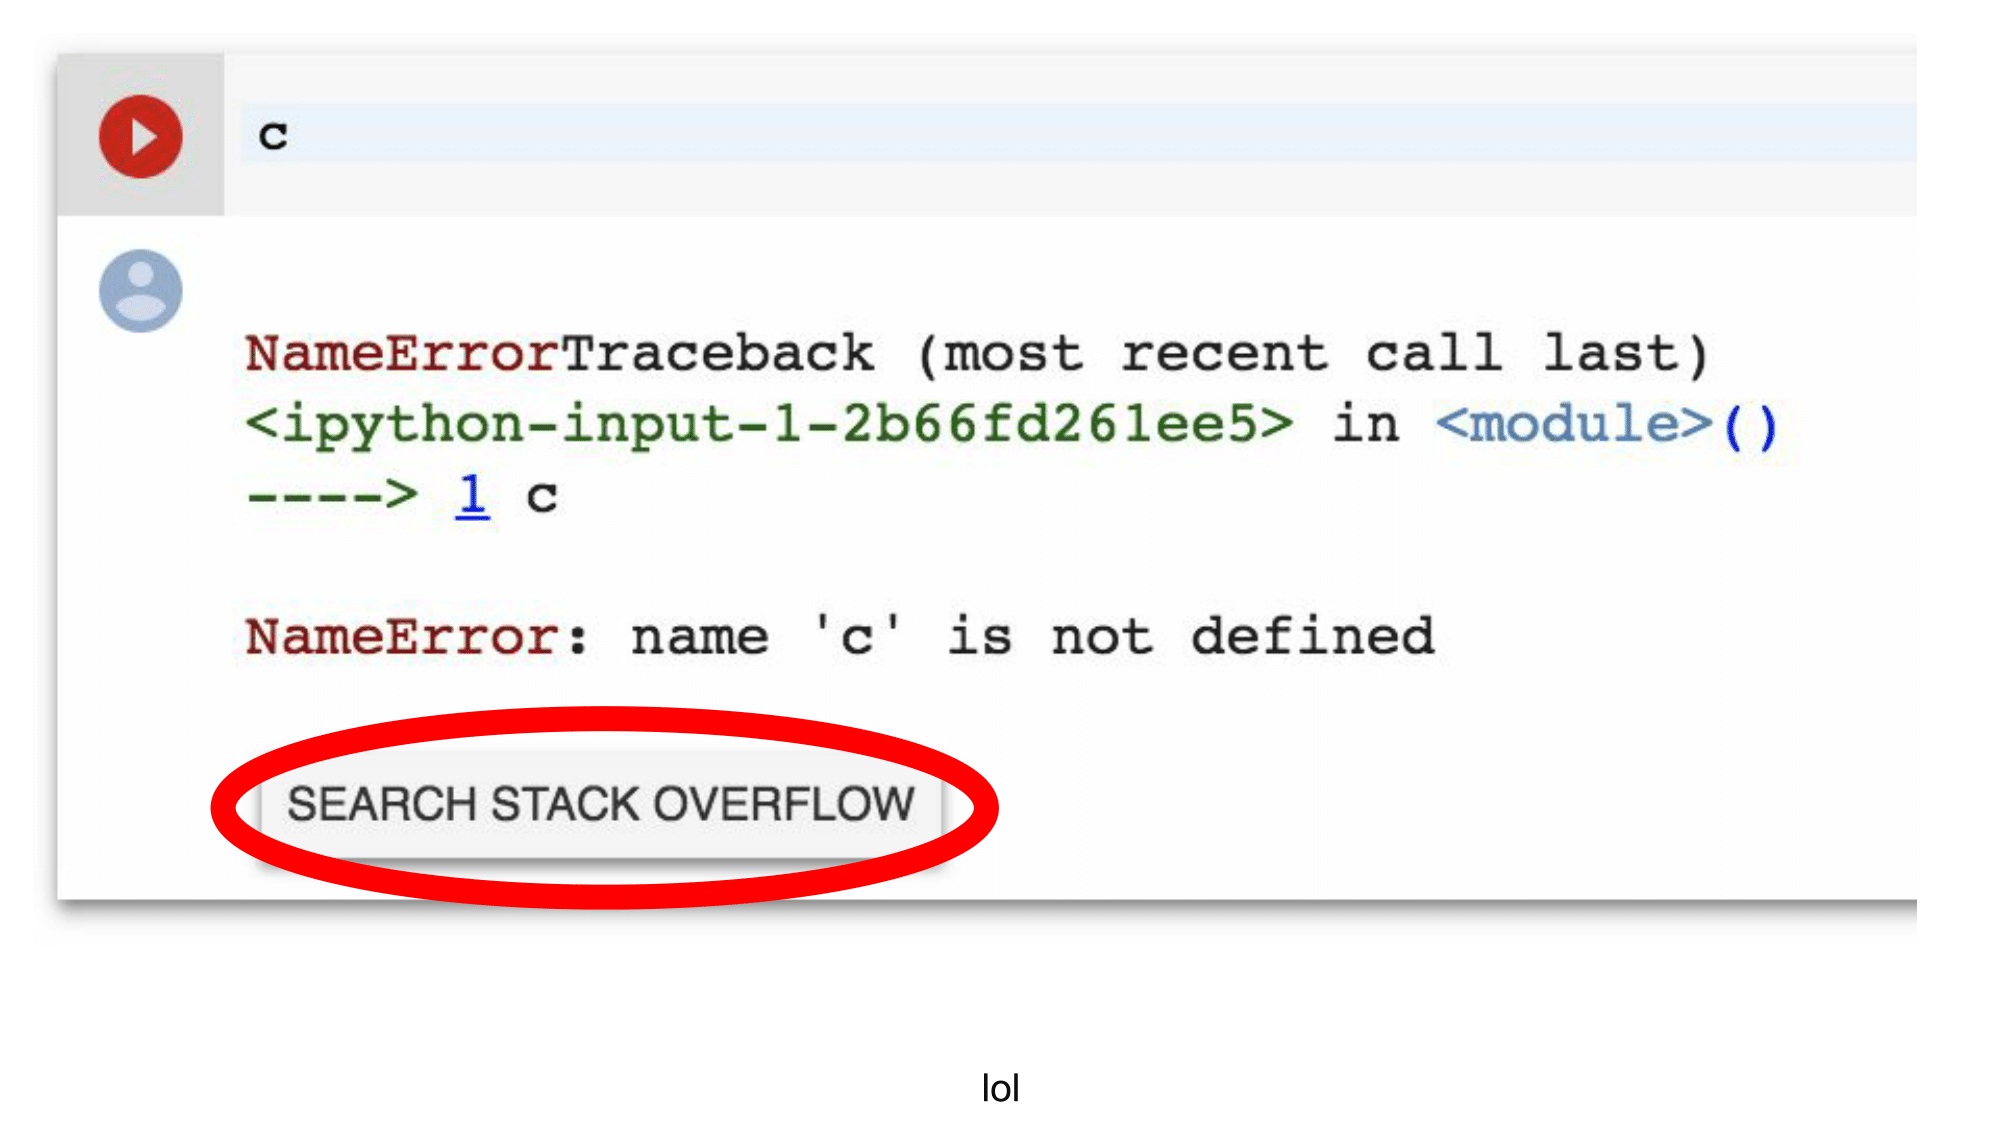 c
NameErrorTraceback (most recent call last)
<ipython-input-1-2b66fd261ee5> in <module>()
----> 1 c
NameError: name 'c' is not defined
SEARCH STACK OVERFLOW
lol